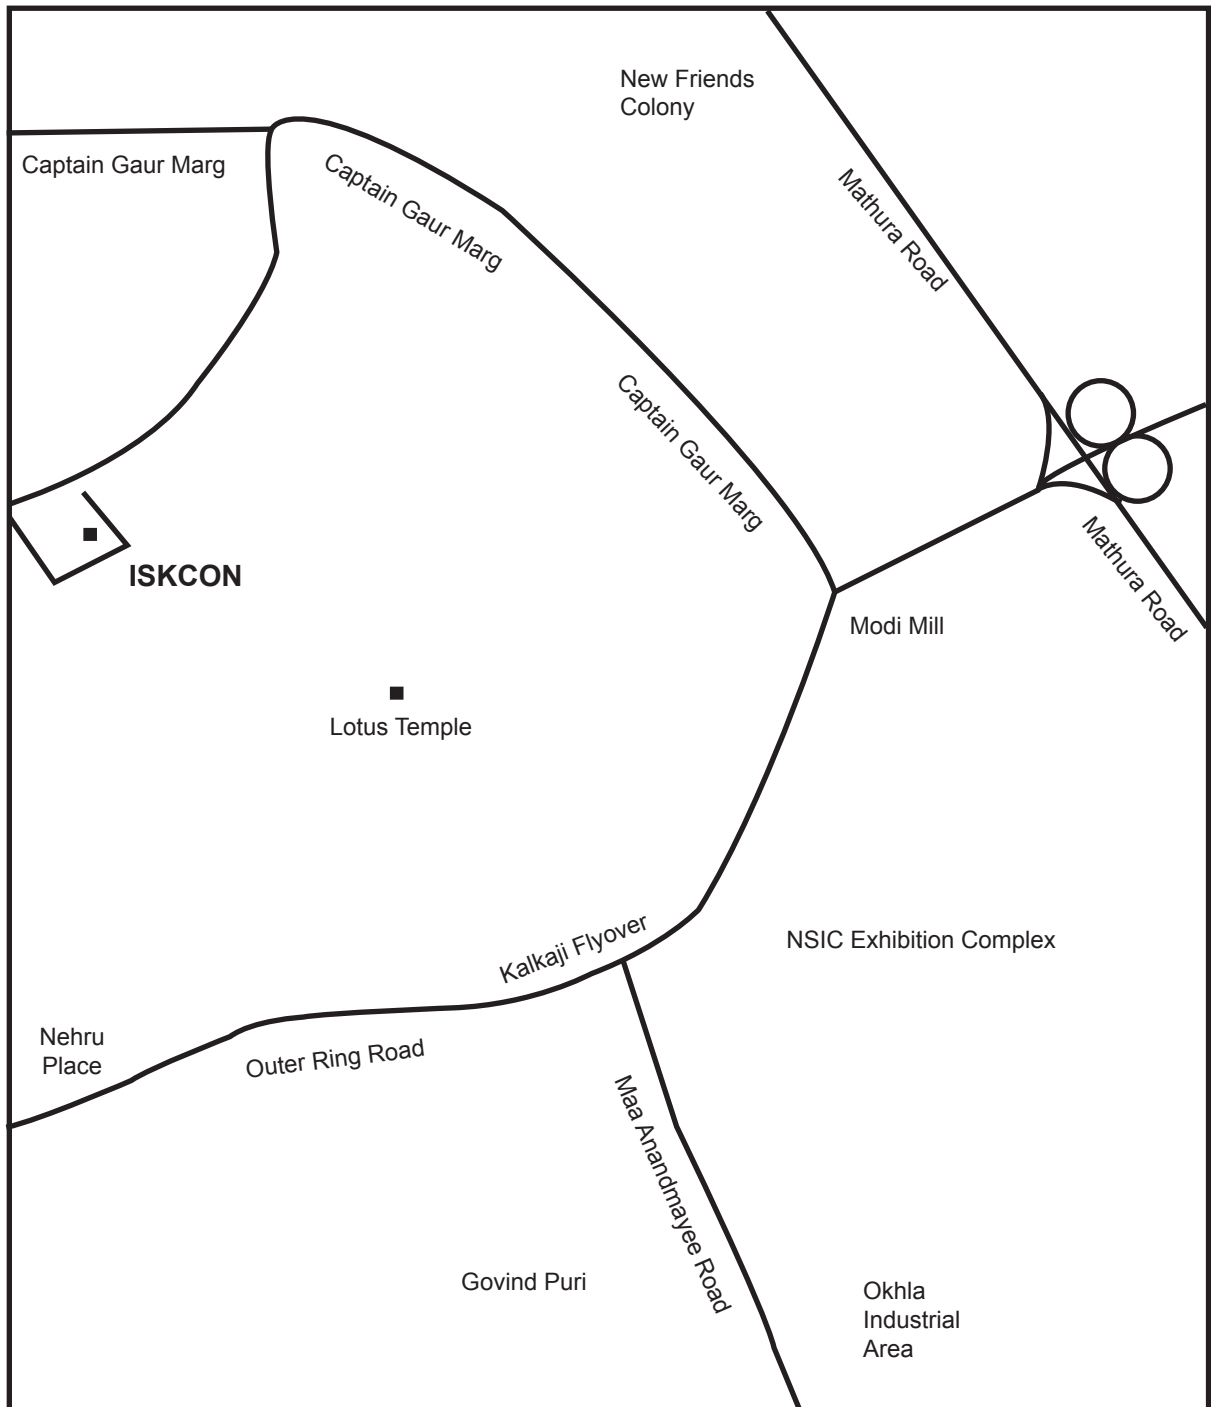 New Friends
Colony
Captain Gaur Marg
Captain Gaur Marg
Mathura Road
Captain Gaur Marg
Mathura Road
ISKCON
Modi Mill
Lotus Temple
Kalkaji Flyover
NSIC Exhibition Complex
Nehru
Place
Outer Ring Road
Maa Anandmayee Road
Govind Puri
Okhla
Industrial
Area